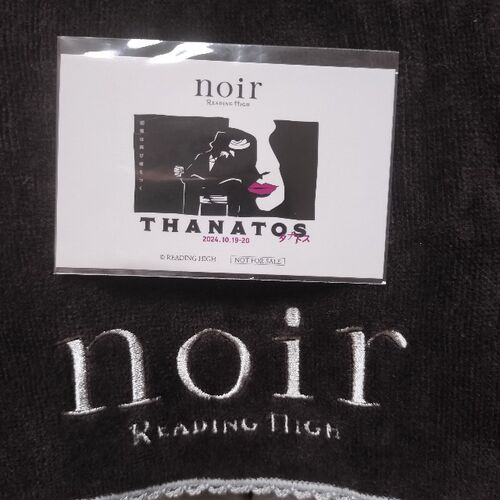 noir
READING HIGH
THANATOS
2024.10.19-20
タナトス
© READING HIGH
NOT FOR SALE
noir
READING HIGH